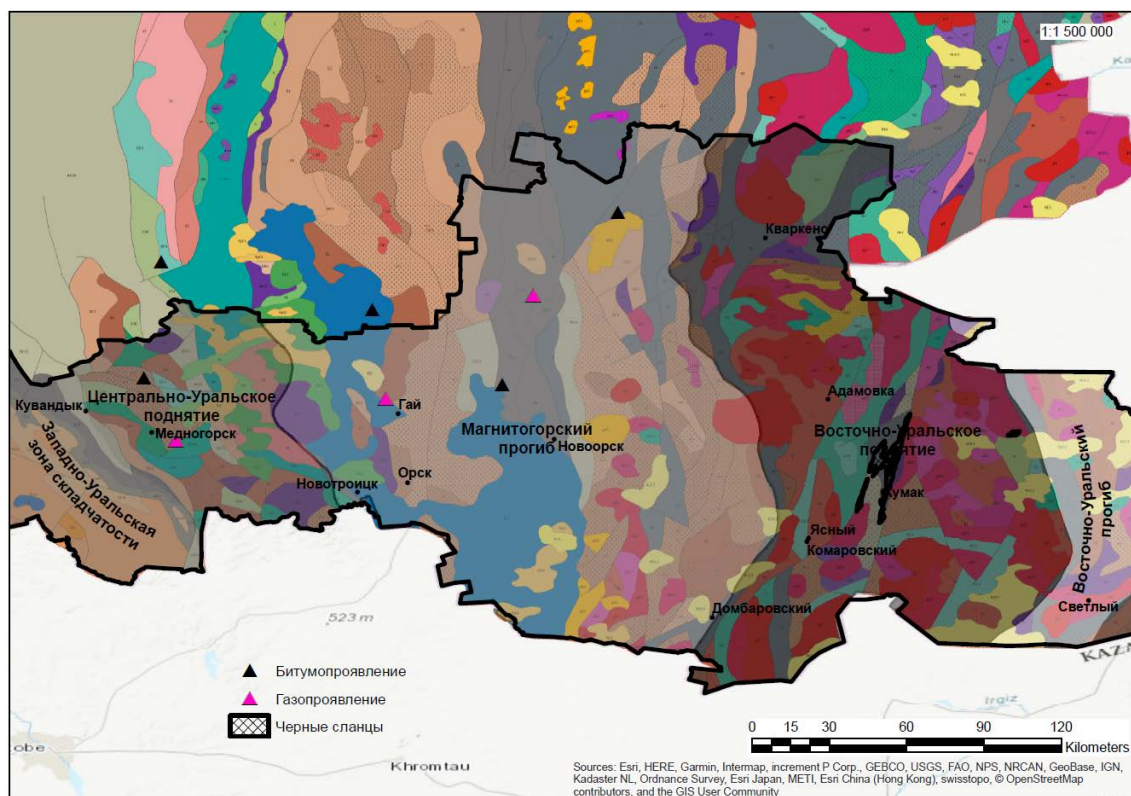 1:1 500 000
Ka
Кваркено
Адамовка
Центрально-Уральское
поднятие
Кувандык
Медногорск
Гай
Магнитогорский
прогиб
Новоорск
Восточно-Уральское
поднятие
Западно-Уральская
зона складчатости
Орск
Новотроицк
Кумак
Восточно-Уральский
прогиб
Ясный
Комаровский
Домбаровский
Светлый
523 m
KAZA
Irgiz
Битумопроявление
Газопроявление
Черные сланцы
0 15 30 60 90 120
Kilometers
obe
Khromtau
Sources: Esri, HERE, Garmin, Intermap, increment P Corp., GEBCO, USGS, FAO, NPS, NRCAN, GeoBase, IGN,
Kadaster NL, Ordnance Survey, Esri Japan, METI, Esri China (Hong Kong), swisstopo, © OpenStreetMap
contributors, and the GIS User Community